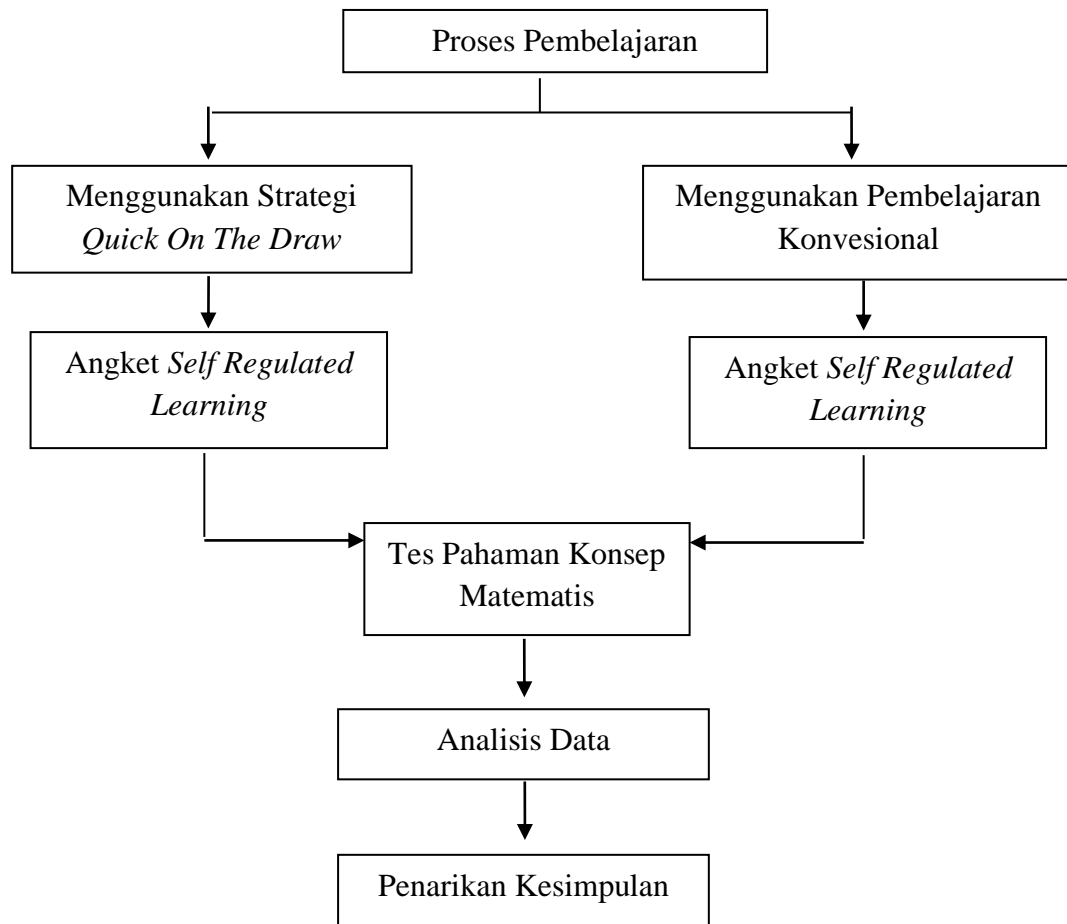 Proses Pembelajaran
Menggunakan Strategi
Quick On The Draw
Menggunakan Pembelajaran
Konvesional
Angket Self Regulated
Learning
Angket Self Regulated
Learning
Tes Pahaman Konsep
Matematis
Analisis Data
Penarikan Kesimpulan